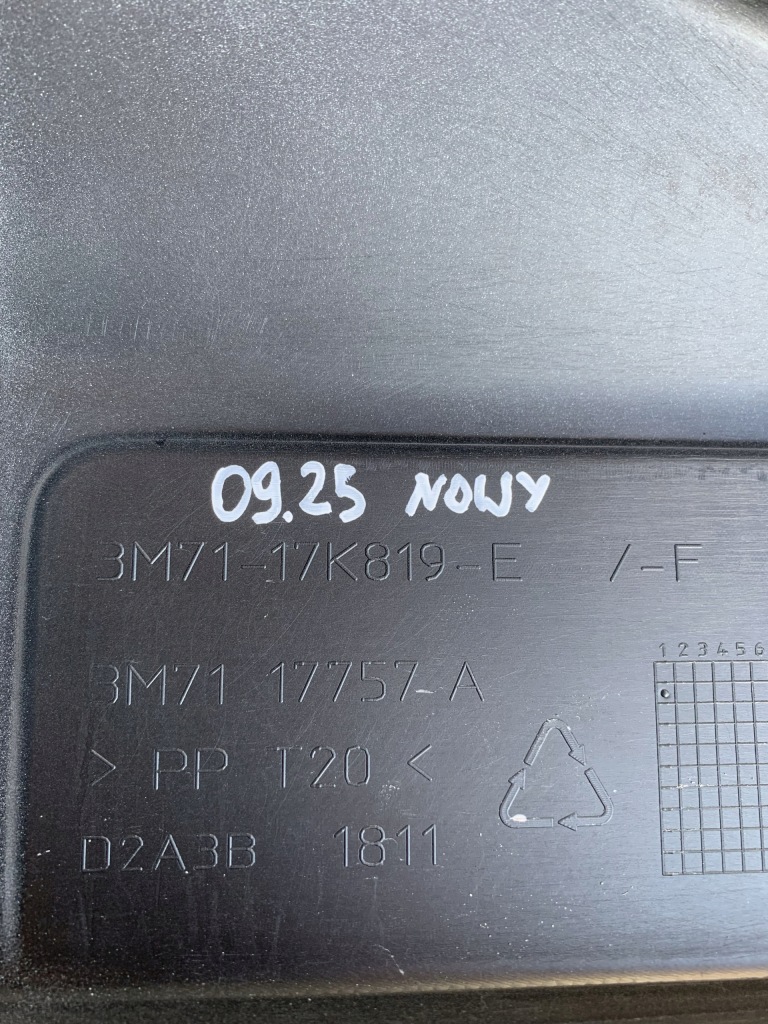 09.25 NOWY
3M71-17K819-E /-F
3M71 17757-A
1 2 3 4 5 6
> PP T20 <
D2A3B 1811